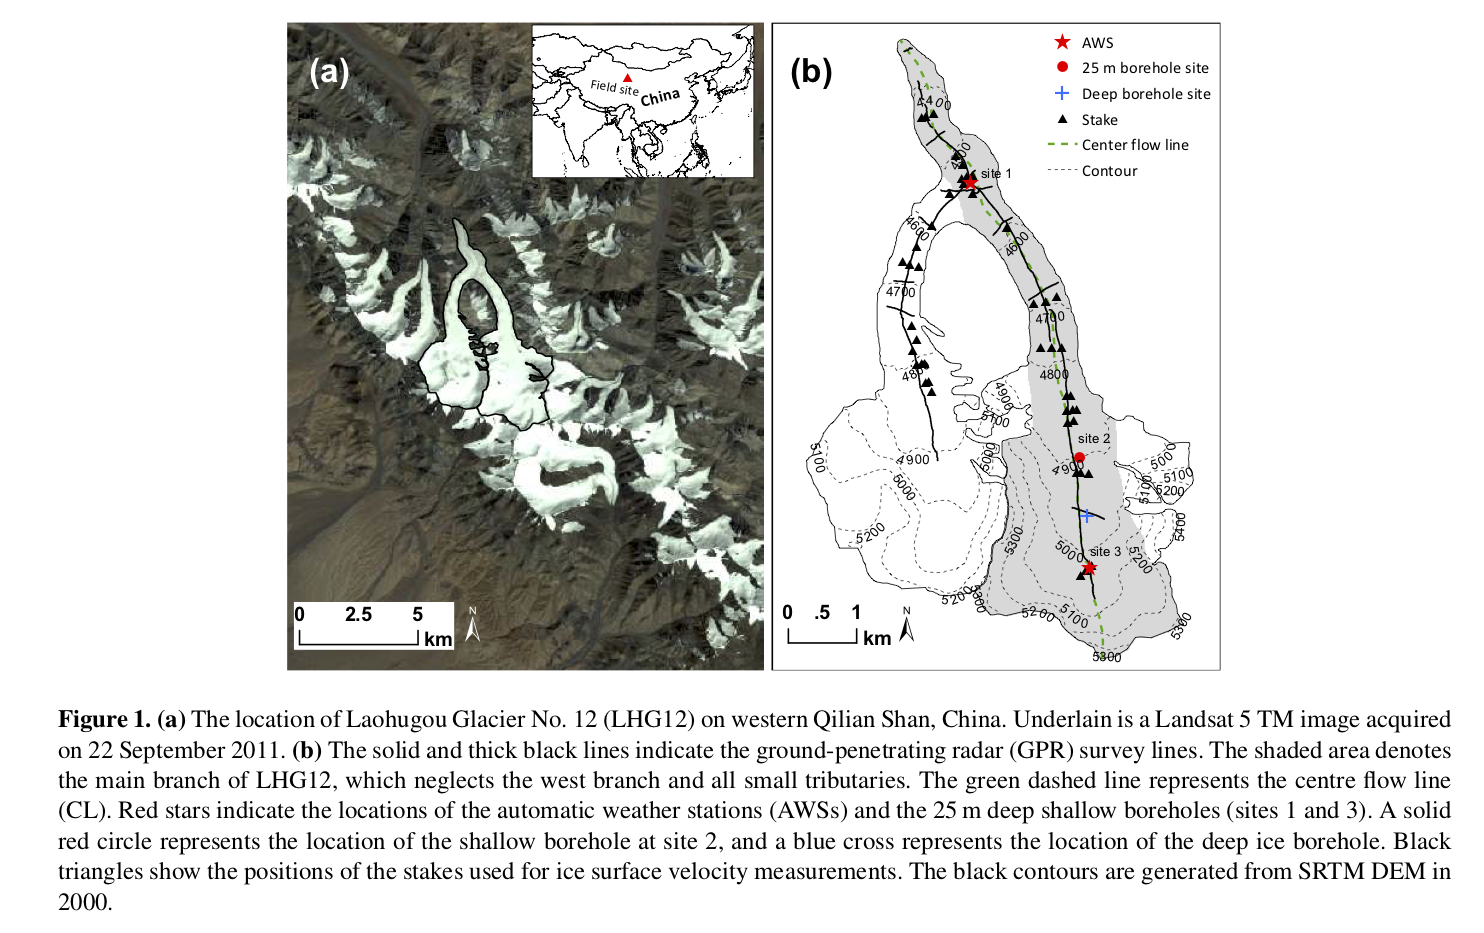 (a)
Field site
China
0 2.5 5
km
N
(b)
AWS
25 m borehole site
Deep borehole site
Stake
Center flow line
Contour
4400
site 1
4600
4600
4700
4700
4800
4900
5100
site 2
5100
4900
4900
5000
5000
5000
5100
5100
5200
5200
5300
5000
site 3
5200
5400
5200
5300
5200
5100
5300
5300
0 .5 1
km
N
Figure 1. (a) The location of Laohugou Glacier No. 12 (LHG12) on western Qilian Shan, China. Underlain is a Landsat 5 TM image acquired
on 22 September 2011. (b) The solid and thick black lines indicate the ground-penetrating radar (GPR) survey lines. The shaded area denotes
the main branch of LHG12, which neglects the west branch and all small tributaries. The green dashed line represents the centre flow line
(CL). Red stars indicate the locations of the automatic weather stations (AWSs) and the 25 m deep shallow boreholes (sites 1 and 3). A solid
red circle represents the location of the shallow borehole at site 2, and a blue cross represents the location of the deep ice borehole. Black
triangles show the positions of the stakes used for ice surface velocity measurements. The black contours are generated from SRTM DEM in
2000.